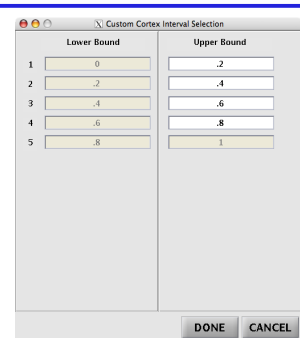 Custom Cortex Interval Selection
Lower Bound Upper Bound
1 0 .2
2 .2 .4
3 .4 .6
4 .6 .8
5 .8 1
DONE CANCEL